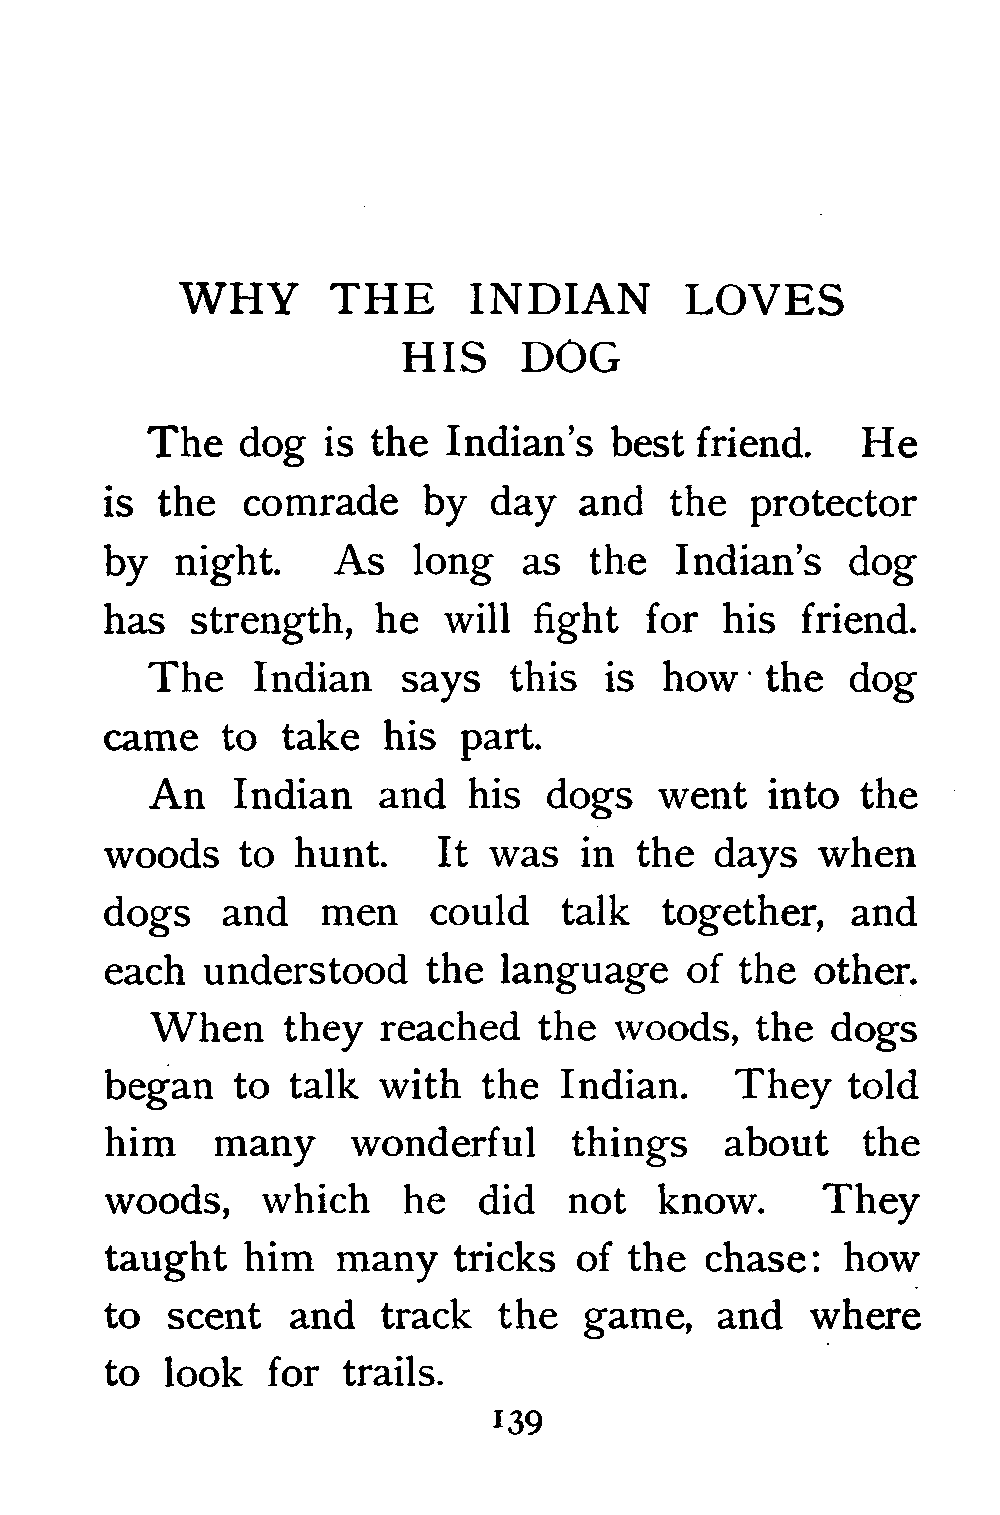 WHY THE INDIAN LOVES
HIS DOG
The dog is the Indian's best friend. He
is the comrade by day and the protector
by night. As long as the Indian's dog
has strength, he will fight for his friend.
The Indian says this is how the dog
came to take his part.
An Indian and his dogs went into the
woods to hunt. It was in the days when
dogs and men could talk together, and
each understood the language of the other.
When they reached the woods, the dogs
began to talk with the Indian. They told
him many wonderful things about the
woods, which he did not know. They
taught him many tricks of the chase: how
to scent and track the game, and where
to look for trails.
139